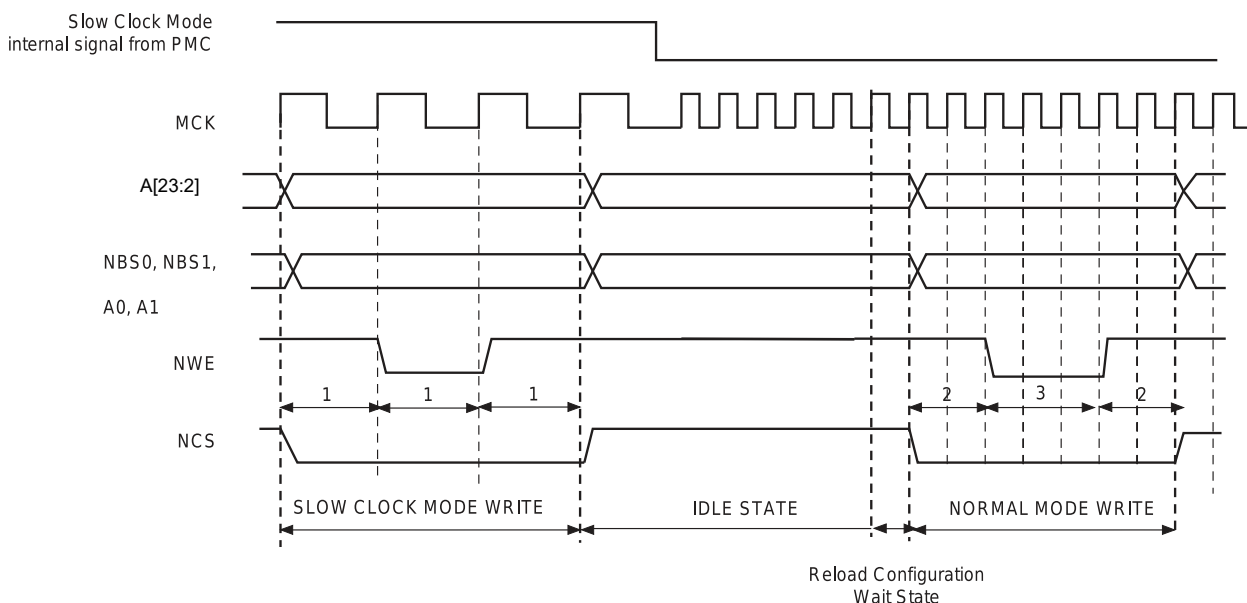 Slow Clock Mode
internal signal from PMC
MCK
A[23:2]
NBS0, NBS1,
A0, A1
NWE
1 1 1 2 3 2
NCS
SLOW CLOCK MODE WRITE IDLE STATE NORMAL MODE WRITE
Reload Configuration
Wait State